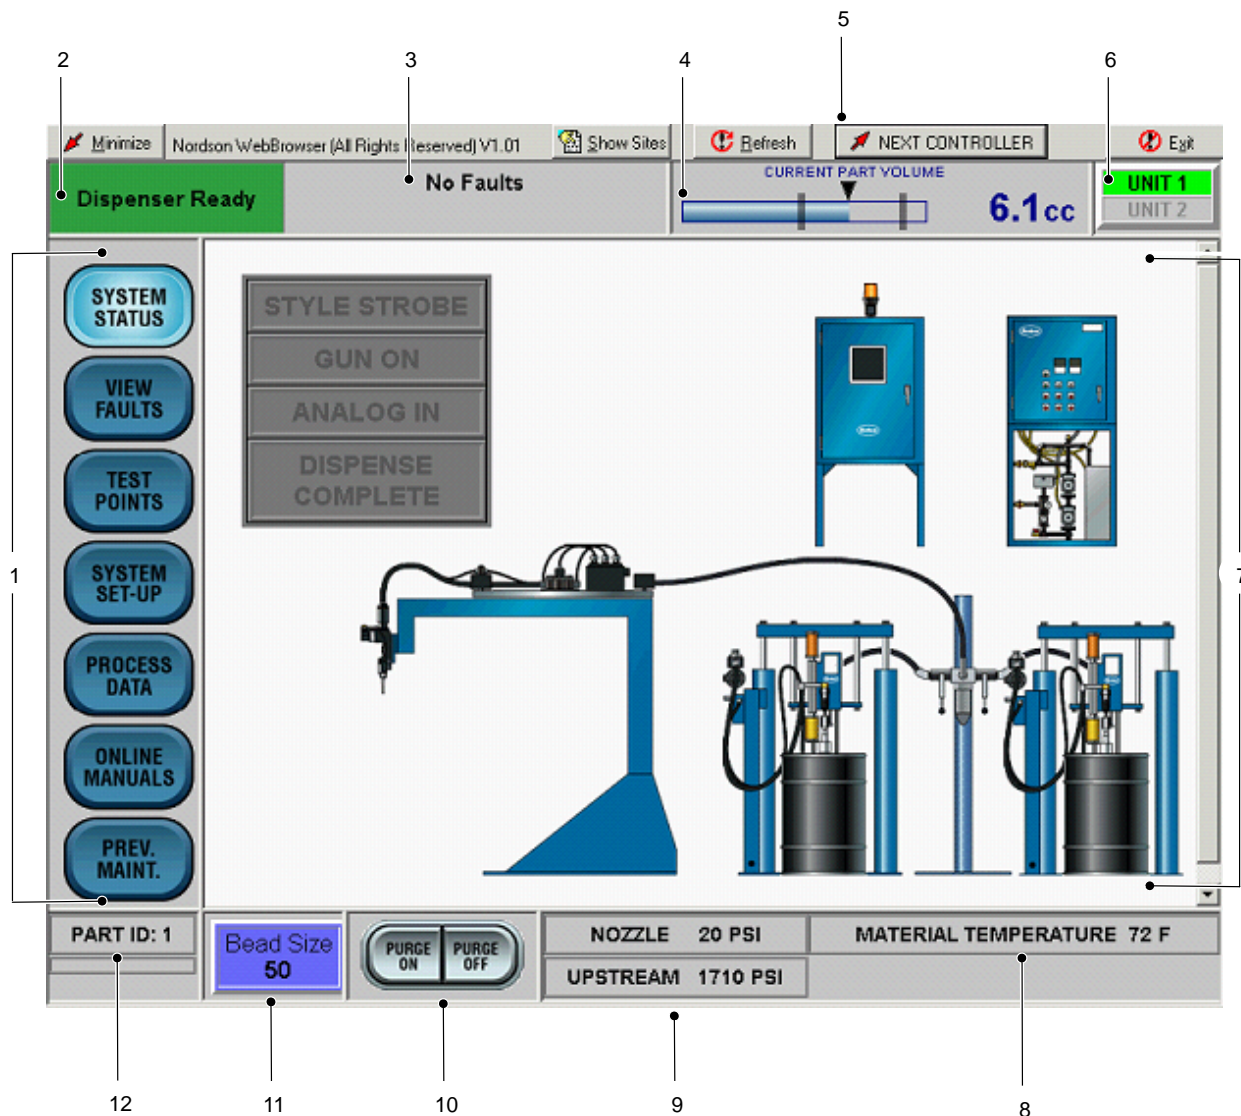 5
2
3
4
6
Minimize
Nordson WebBrowser (All Rights Reserved) V1.01
Show Sites
Refresh
NEXT CONTROLLER
Exit
Dispenser Ready
No Faults
CURRENT PART VOLUME
6.1cc
UNIT 1
UNIT 2
SYSTEM
STATUS
VIEW
FAULTS
TEST
POINTS
SYSTEM
SET-UP
PROCESS
DATA
ONLINE
MANUALS
PREV.
MAINT.
STYLE STROBE
GUN ON
ANALOG IN
DISPENSE
COMPLETE
1
7
PART ID: 1
Bead Size
50
PURGE
ON
PURGE
OFF
NOZZLE 20 PSI
UPSTREAM 1710 PSI
MATERIAL TEMPERATURE 72 F
12
11
10
9
8